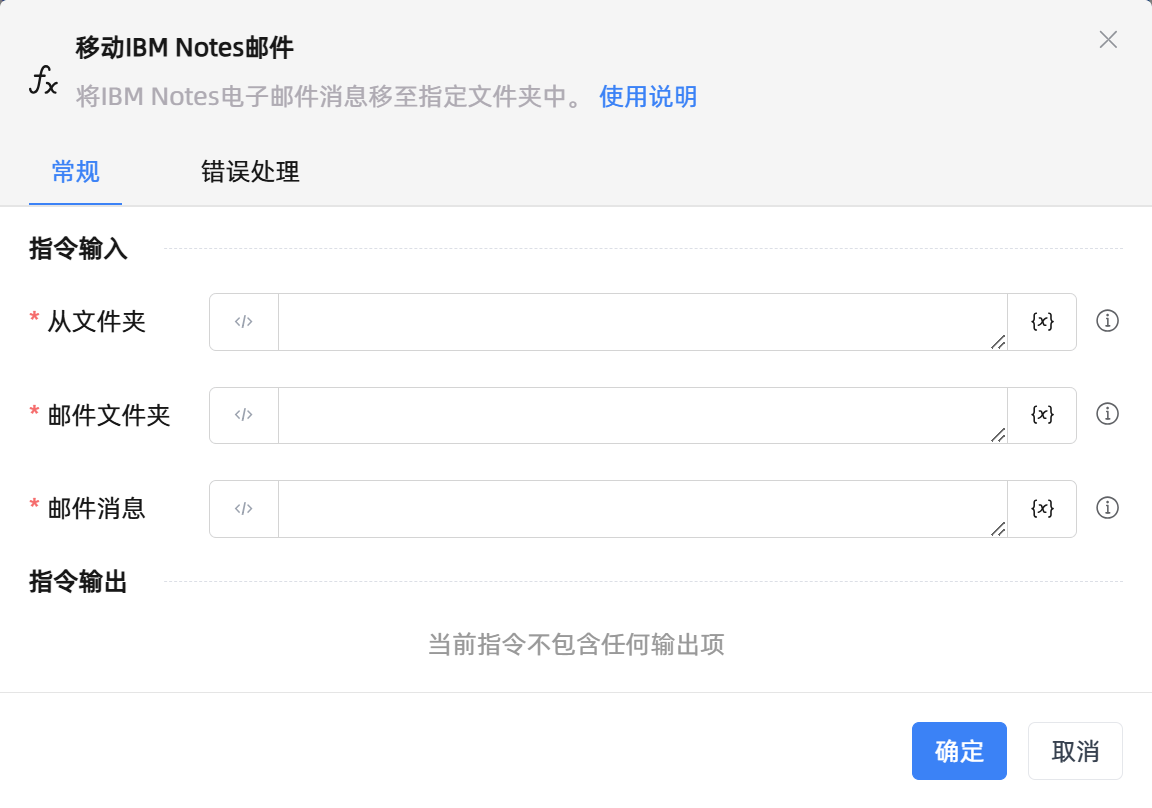 移动IBM Notes邮件
将IBM Notes电子邮件消息移至指定文件夹中。 使用说明
常规 错误处理
指令输入
* 从文件夹 </> {x}
* 邮件文件夹 </> {x}
* 邮件消息 </> {x}
指令输出
当前指令不包含任何输出项
确定 取消